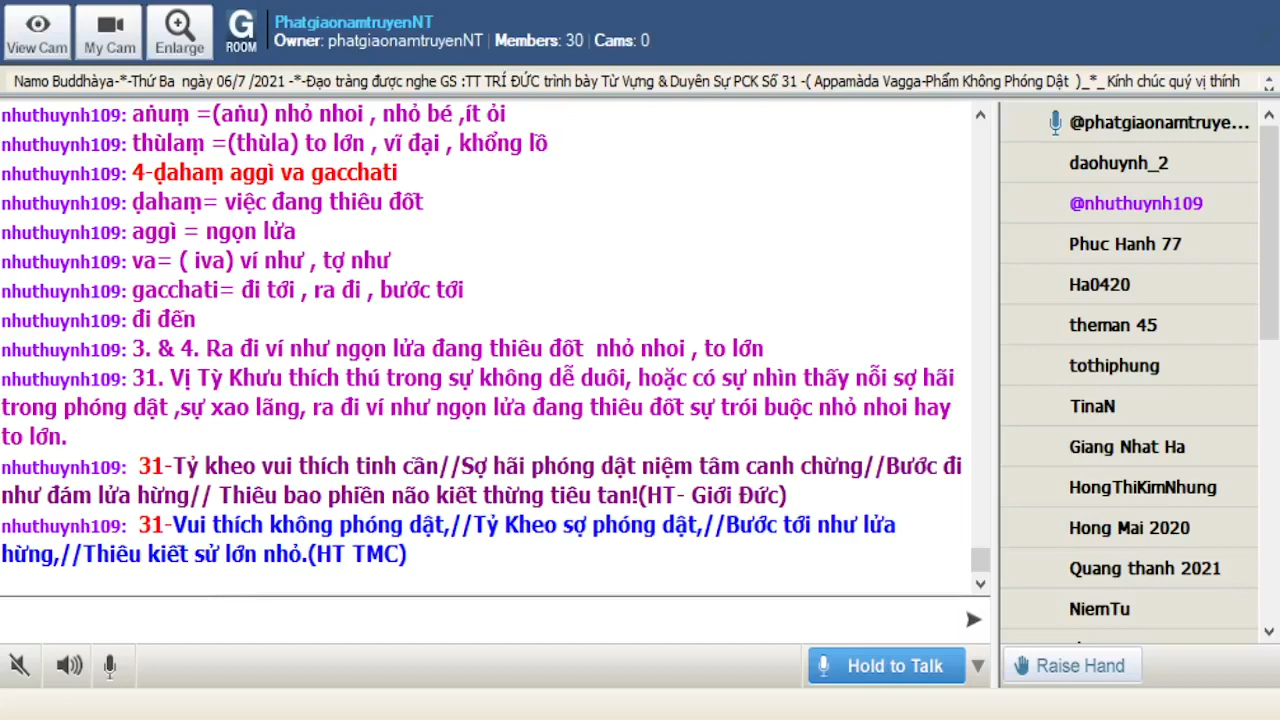 PhatgiaonamtruyenNT
Owner: phatgiaonamtruyenNT | Members: 30 | Cams: 0
View Cam
My Cam
Enlarge
G
ROOM
Namo Buddhàya-*-Thứ Ba ngày 06/7 /2021 -*-Đạo tràng được nghe GS :TT TRÍ ĐỨC trình bày Từ Vựng & Duyên Sự PCK Số 31 -( Appamàda Vagga-Phẩm Không Phóng Dật )_*_ Kính chúc quý vị thính
nhuthuynh109: aṅuṃ =(aṅu) nhỏ nhoi , nhỏ bé ,ít ỏi
nhuthuynh109: thùlaṃ =(thùla) to lớn , vĩ đại , khổng lồ
nhuthuynh109: 4-ḍahaṃ aggì va gacchati
nhuthuynh109: ḍahaṃ= việc đang thiêu đốt
nhuthuynh109: aggì = ngọn lửa
nhuthuynh109: va= ( iva) ví như , tợ như
nhuthuynh109: gacchati= đi tới , ra đi , bước tới
nhuthuynh109: đi đến
nhuthuynh109: 3. & 4. Ra đi ví như ngọn lửa đang thiêu đốt nhỏ nhoi , to lớn
nhuthuynh109: 31. Vị Tỳ Khưu thích thú trong sự không dễ duôi, hoặc có sự nhìn thấy nỗi sợ hãi
trong phóng dật ,sự xao lãng, ra đi ví như ngọn lửa đang thiêu đốt sự trói buộc nhỏ nhoi hay
to lớn.
nhuthuynh109: 31-Tỷ kheo vui thích tinh cần//Sợ hãi phóng dật niệm tâm canh chừng//Bước đi
như đám lửa hừng// Thiêu bao phiền não kiết thừng tiêu tan!(HT- Giới Đức)
nhuthuynh109: 31-Vui thích không phóng dật,//Tỷ Kheo sợ phóng dật,//Bước tới như lửa
hừng,//Thiêu kiết sử lớn nhỏ.(HT TMC)
@phatgiaonamtruye...
daohuynh_2
@nhuthuynh109
Phuc Hanh 77
Ha0420
theman 45
tothiphung
TinaN
Giang Nhat Ha
HongThiKimNhung
Hong Mai 2020
Quang thanh 2021
NiemTu
Hold to Talk
Raise Hand